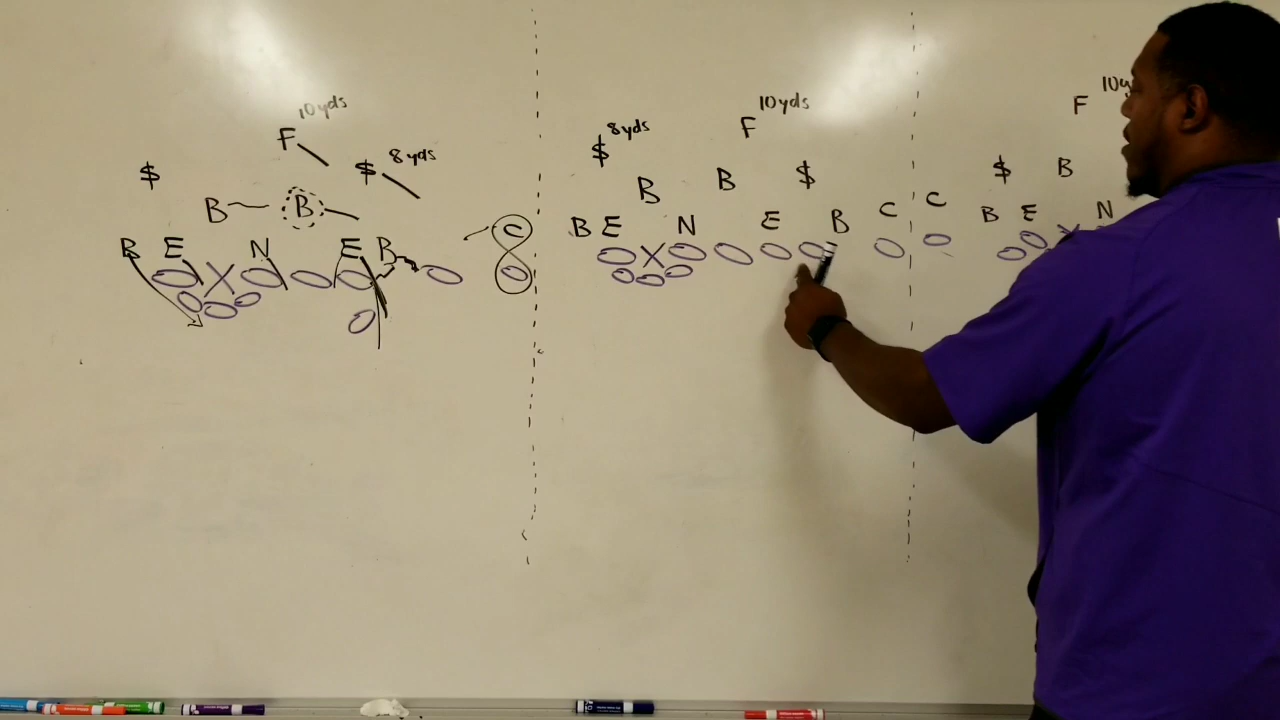 10yds
F
$ $ 8yds
B B
B E N E B C
X
10yds
$ 8yds F
B B $
B E N E B C
X
10y
F
C $ B
B E N
X